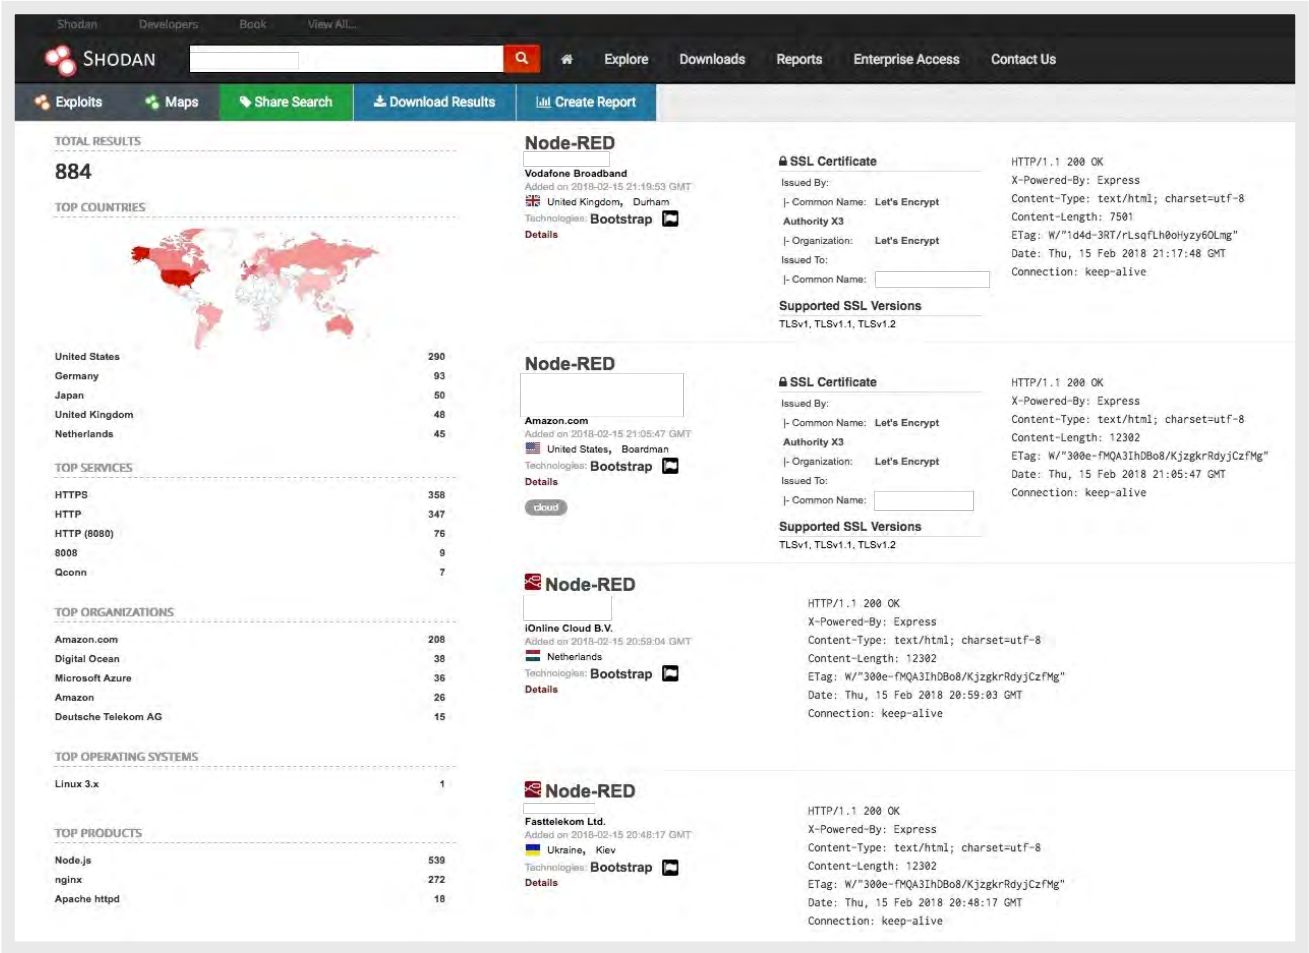 Shodan Developers Book View All...
SHODAN Explore Downloads Reports Enterprise Access Contact Us
Exploits Maps Share Search Download Results Create Report
TOTAL RESULTS
884
TOP COUNTRIES
United States 290
Germany 93
Japan 50
United Kingdom 48
Netherlands 45
TOP SERVICES
HTTPS 358
HTTP 347
HTTP (8080) 76
8008 9
Qconn 7
TOP ORGANIZATIONS
Amazon.com 208
Digital Ocean 38
Microsoft Azure 36
Amazon 26
Deutsche Telekom AG 15
TOP OPERATING SYSTEMS
Linux 3.x 1
TOP PRODUCTS
Node.js 539
nginx 272
Apache httpd 18
Node-RED
Vodafone Broadband
Added on 2018-02-15 21:19:53 GMT
United Kingdom, Durham
Technologies: Bootstrap
Details
SSL Certificate
Issued By:
|- Common Name: Let's Encrypt
Authority X3
|- Organization: Let's Encrypt
Issued To:
|- Common Name:
Supported SSL Versions
TLSv1, TLSv1.1, TLSv1.2
HTTP/1.1 200 OK
X-Powered-By: Express
Content-Type: text/html; charset=utf-8
Content-Length: 7501
ETag: W/"1d4d-3RT/rLsqfLh0oHyzy6OLmg"
Date: Thu, 15 Feb 2018 21:17:48 GMT
Connection: keep-alive
Node-RED
Amazon.com
Added on 2018-02-15 21:05:47 GMT
United States, Boardman
Technologies: Bootstrap
Details
cloud
SSL Certificate
Issued By:
|- Common Name: Let's Encrypt
Authority X3
|- Organization: Let's Encrypt
Issued To:
|- Common Name:
Supported SSL Versions
TLSv1, TLSv1.1, TLSv1.2
HTTP/1.1 200 OK
X-Powered-By: Express
Content-Type: text/html; charset=utf-8
Content-Length: 12302
ETag: W/"300e-fMQA3IhDBo8/KjzgkrRdyjCzfMg"
Date: Thu, 15 Feb 2018 21:05:47 GMT
Connection: keep-alive
Node-RED
iOnline Cloud B.V.
Added on 2018-02-15 20:59:04 GMT
Netherlands
Technologies: Bootstrap
Details
HTTP/1.1 200 OK
X-Powered-By: Express
Content-Type: text/html; charset=utf-8
Content-Length: 12302
ETag: W/"300e-fMQA3IhDBo8/KjzgkrRdyjCzfMg"
Date: Thu, 15 Feb 2018 20:59:03 GMT
Connection: keep-alive
Node-RED
Fasttelekom Ltd.
Added on 2018-02-15 20:48:17 GMT
Ukraine, Kiev
Technologies: Bootstrap
Details
HTTP/1.1 200 OK
X-Powered-By: Express
Content-Type: text/html; charset=utf-8
Content-Length: 12302
ETag: W/"300e-fMQA3IhDBo8/KjzgkrRdyjCzfMg"
Date: Thu, 15 Feb 2018 20:48:17 GMT
Connection: keep-alive